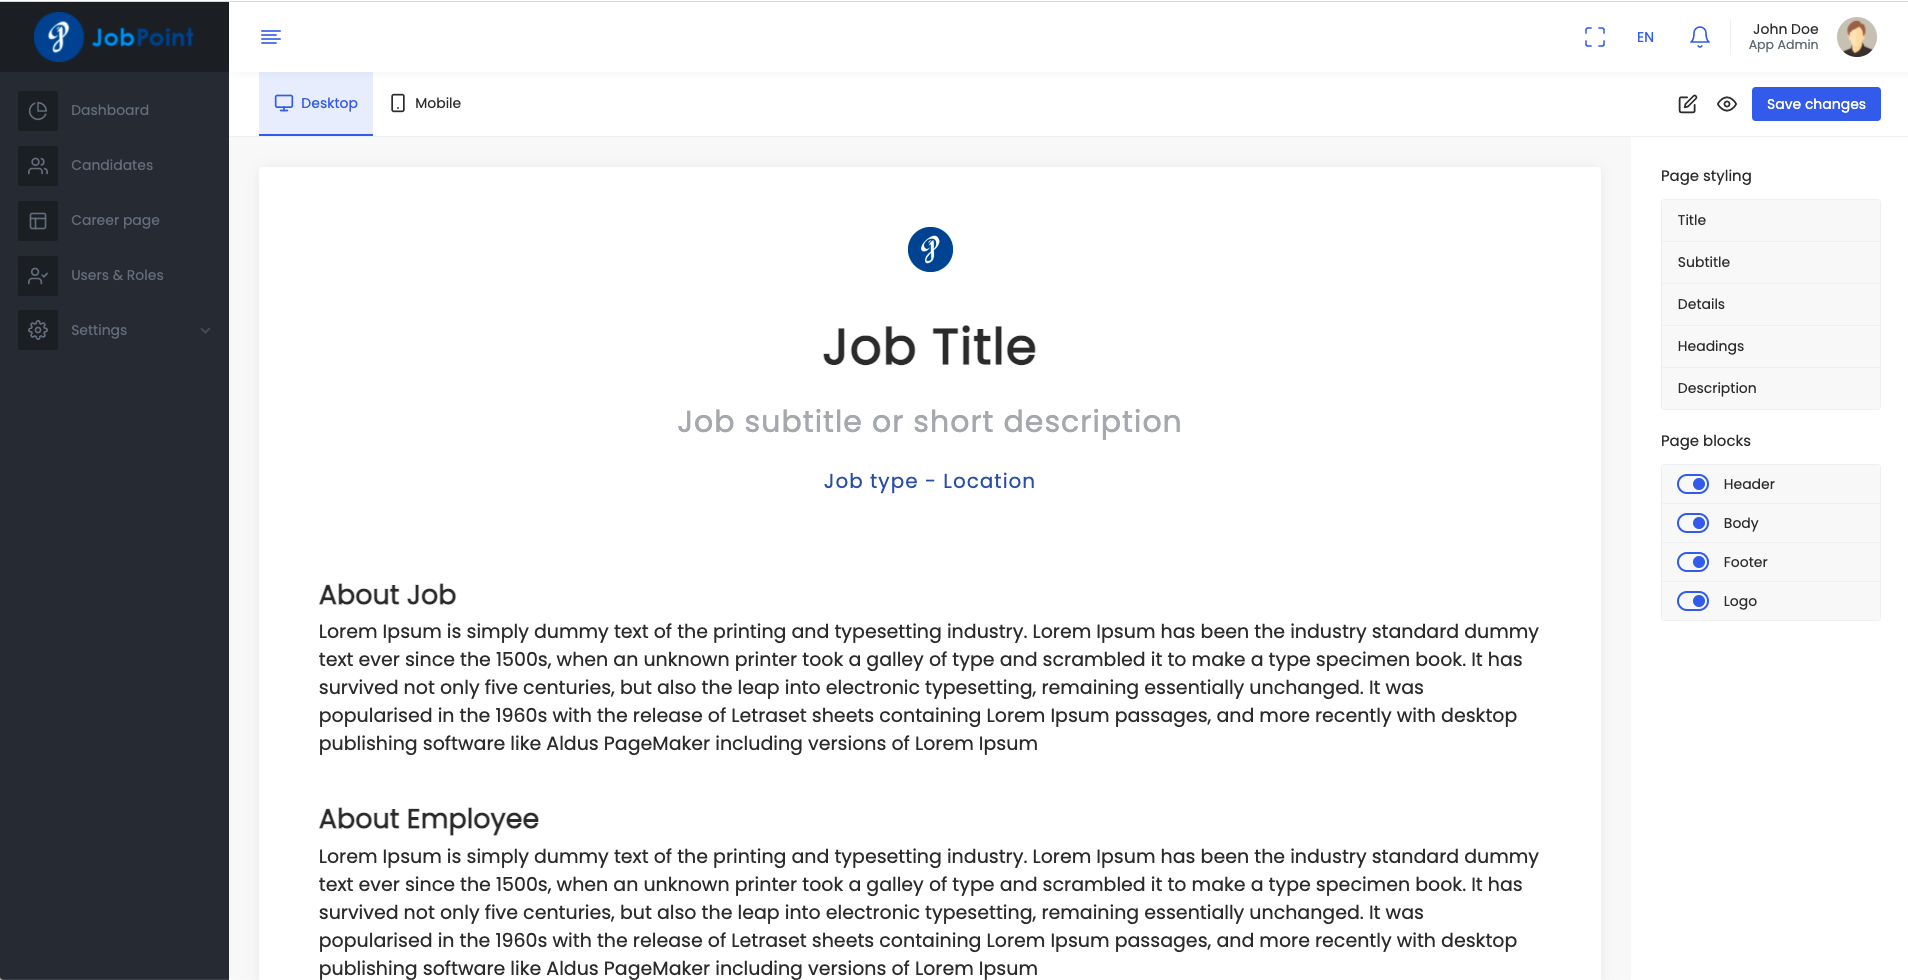 JobPoint
EN
John Doe
App Admin
Dashboard
Candidates
Career page
Users & Roles
Settings
Desktop
Mobile
Save changes
Job Title
Job subtitle or short description
Job type - Location
About Job
Lorem Ipsum is simply dummy text of the printing and typesetting industry. Lorem Ipsum has been the industry standard dummy
text ever since the 1500s, when an unknown printer took a galley of type and scrambled it to make a type specimen book. It has
survived not only five centuries, but also the leap into electronic typesetting, remaining essentially unchanged. It was
popularised in the 1960s with the release of Letraset sheets containing Lorem Ipsum passages, and more recently with desktop
publishing software like Aldus PageMaker including versions of Lorem Ipsum
About Employee
Lorem Ipsum is simply dummy text of the printing and typesetting industry. Lorem Ipsum has been the industry standard dummy
text ever since the 1500s, when an unknown printer took a galley of type and scrambled it to make a type specimen book. It has
survived not only five centuries, but also the leap into electronic typesetting, remaining essentially unchanged. It was
popularised in the 1960s with the release of Letraset sheets containing Lorem Ipsum passages, and more recently with desktop
publishing software like Aldus PageMaker including versions of Lorem Ipsum
Page styling
Title
Subtitle
Details
Headings
Description
Page blocks
Header
Body
Footer
Logo